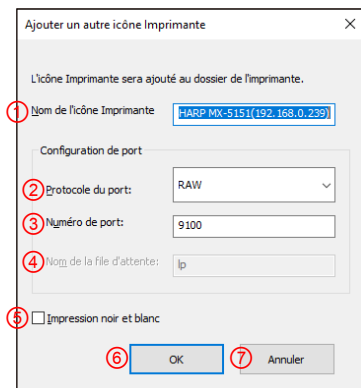 Ajouter un autre icône Imprimante
L'icône Imprimante sera ajouté au dossier de l'imprimante.
1 Nom de l'icône Imprimante HARP MX-5151(192.168.0.239)
Configuration de port
2 Protocole du port: RAW
3 Numéro de port: 9100
4 Nom de la file d'attente: lp
5 Impression noir et blanc
6 OK 7 Annuler